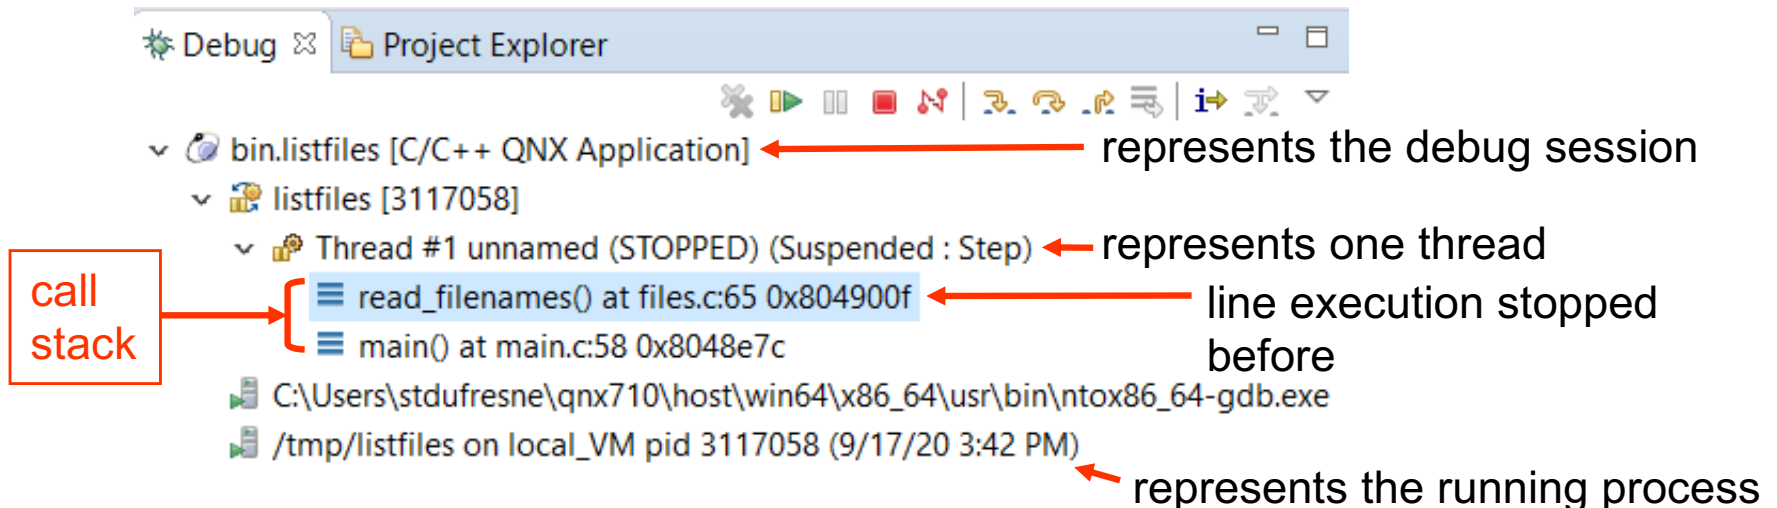 Debug Project Explorer
bin.listfiles [C/C++ QNX Application] represents the debug session
listfiles [3117058]
Thread #1 unnamed (STOPPED) (Suspended : Step) represents one thread
call
stack
read_filenames() at files.c:65 0x804900f
line execution stopped
before
main() at main.c:58 0x8048e7c
C:\Users\stdufresne\qnx710\host\win64\x86_64\usr\bin\ntox86_64-gdb.exe
/tmp/listfiles on local_VM pid 3117058 (9/17/20 3:42 PM)
represents the running process